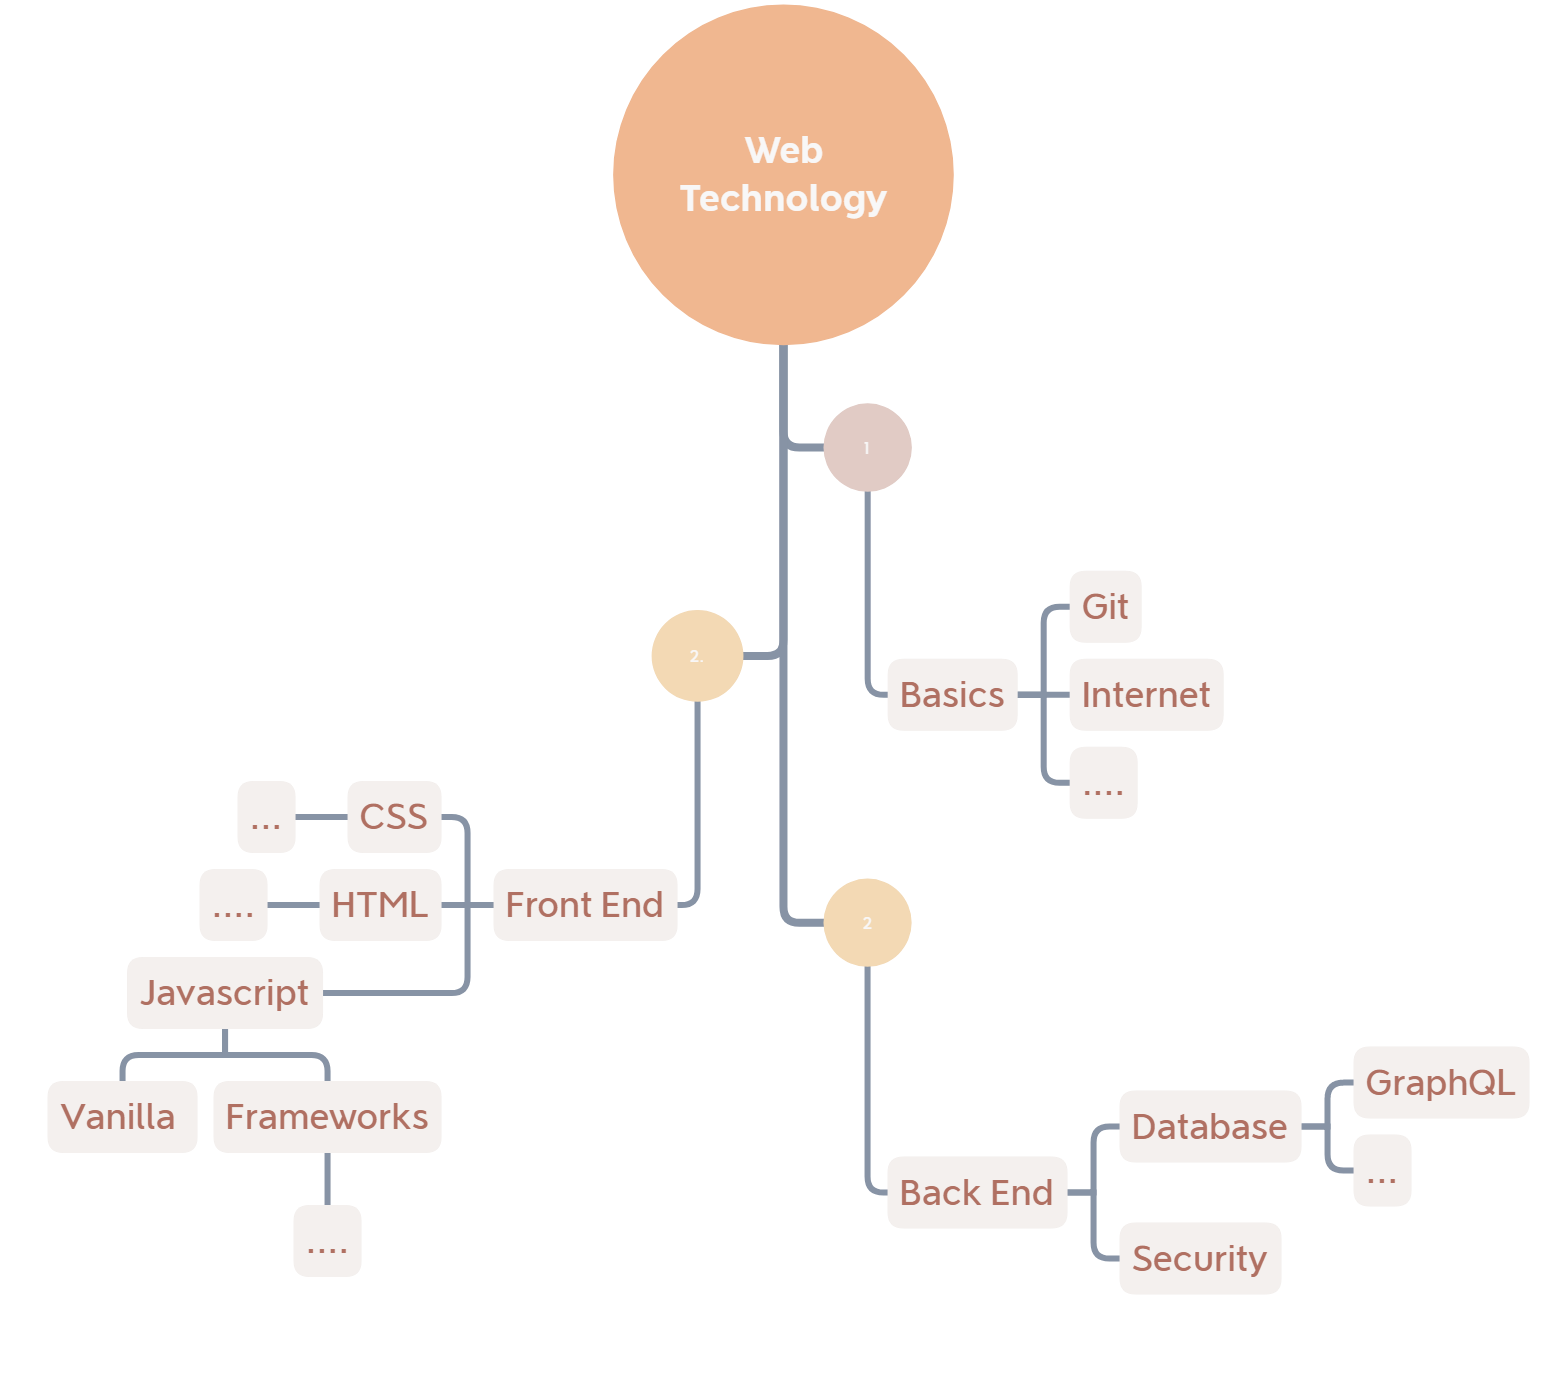 Web
Technology
1
2.
Git
Basics
Internet
....
CSS
...
Front End
HTML
....
Javascript
Vanilla
Frameworks
....
2
Back End
Database
GraphQL
...
Security